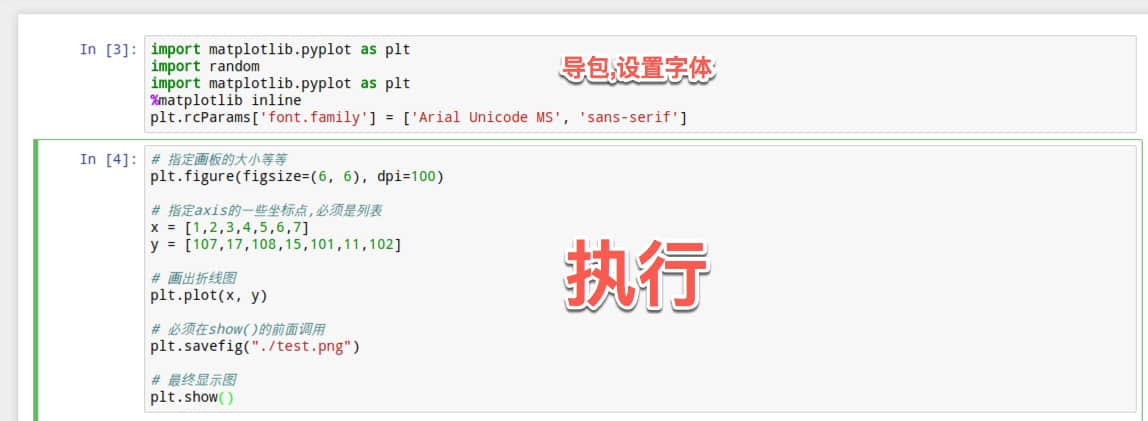 In [3]:
import matplotlib.pyplot as plt
import random
import matplotlib.pyplot as plt
%matplotlib inline
plt.rcParams['font.family'] = ['Arial Unicode MS', 'sans-serif']
导包,设置字体
In [4]:
# 指定画板的大小等等
plt.figure(figsize=(6, 6), dpi=100)
# 指定axis的一些坐标点,必须是列表
x = [1,2,3,4,5,6,7]
y = [107,17,108,15,101,11,102]
# 画出折线图
plt.plot(x, y)
# 必须在show()的前面调用
plt.savefig("./test.png")
# 最终显示图
plt.show()
执行